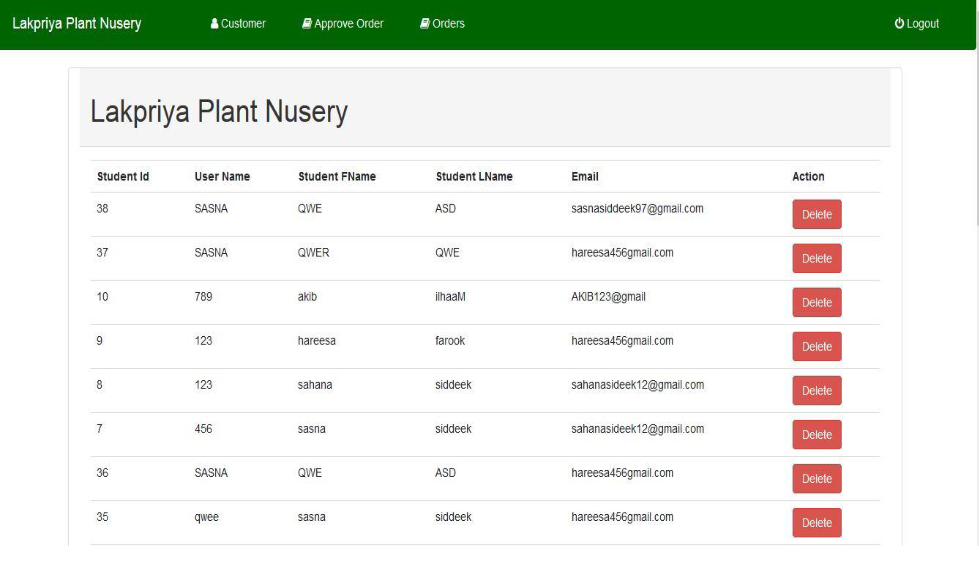 Lakpriya Plant Nusery Customer Approve Order Orders Logout
Lakpriya Plant Nusery
Student Id User Name Student FName Student LName Email Action
38 SASNA QWE ASD sasnasiddeek97@gmail.com Delete
37 SASNA QWER QWE hareesa456gmail.com Delete
10 789 akib ilhaaM AKIB123@gmail Delete
9 123 hareesa farook hareesa456gmail.com Delete
8 123 sahana siddeek sahanasideek12@gmail.com Delete
7 456 sasna siddeek sahanasideek12@gmail.com Delete
36 SASNA QWE ASD hareesa456gmail.com Delete
35 qwee sasna siddeek hareesa456gmail.com Delete